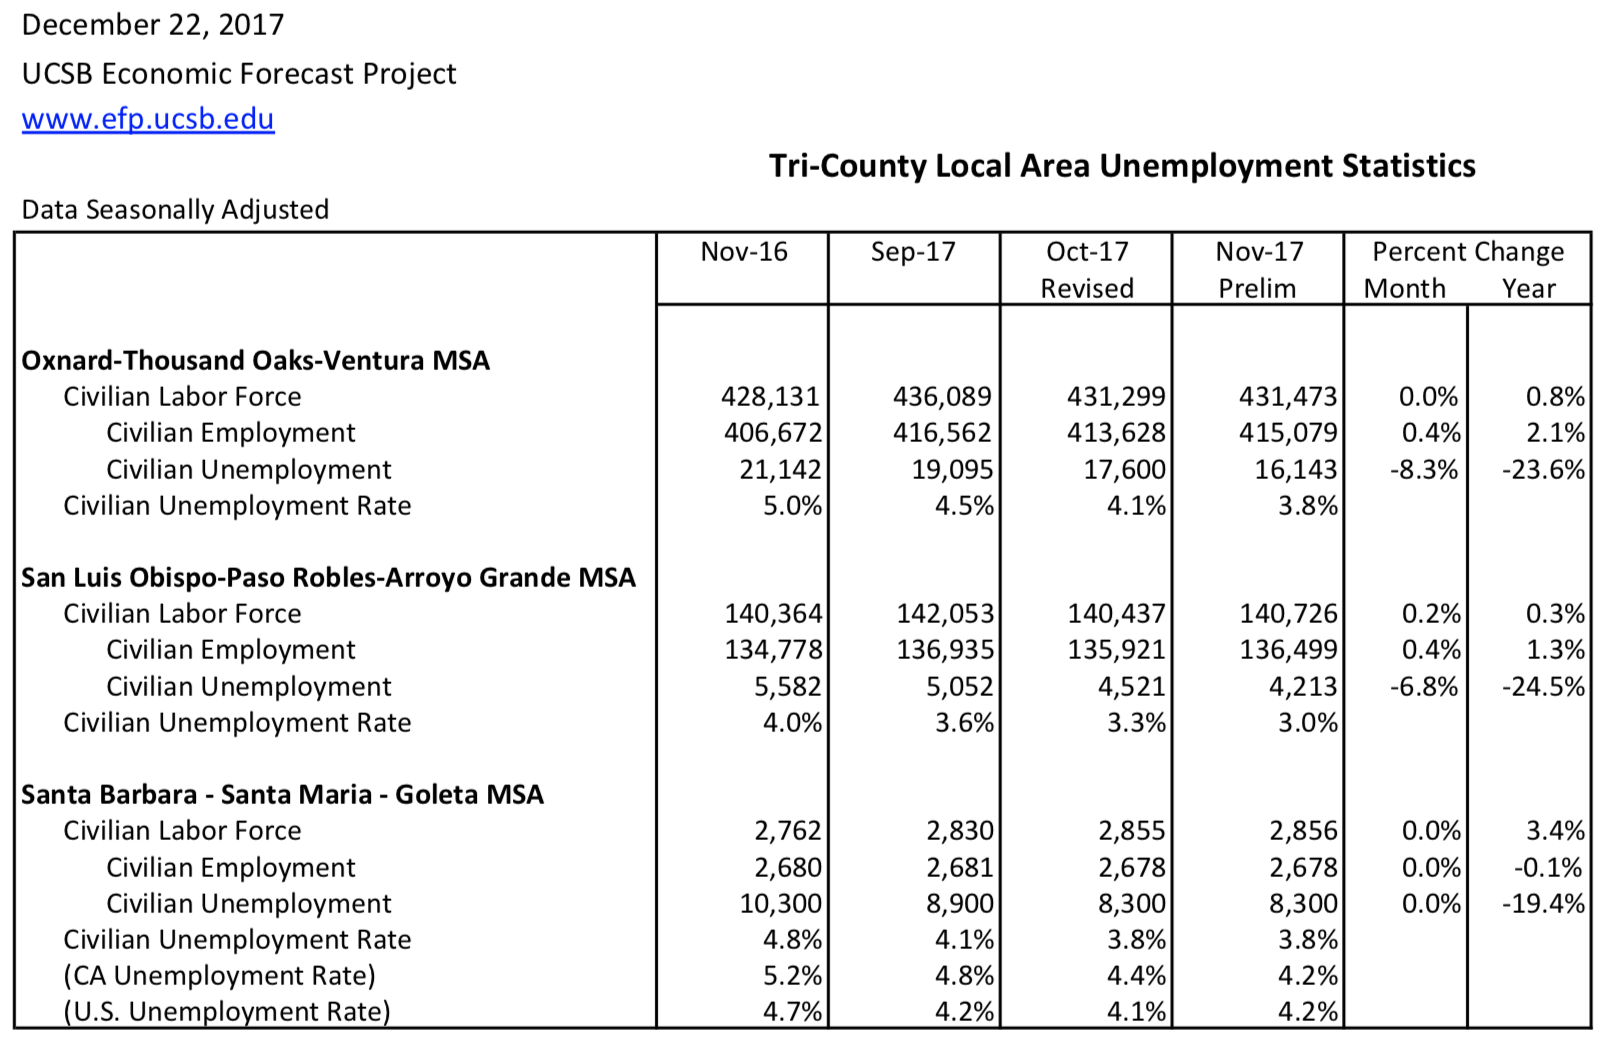 December 22, 2017
UCSB Economic Forecast Project
www.efp.ucsb.edu
Tri-County Local Area Unemployment Statistics
Data Seasonally Adjusted
Nov-16 Sep-17 Oct-17 Nov-17 Percent Change
Revised Prelim Month Year
Oxnard-Thousand Oaks-Ventura MSA
Civilian Labor Force 428,131 436,089 431,299 431,473 0.0% 0.8%
Civilian Employment 406,672 416,562 413,628 415,079 0.4% 2.1%
Civilian Unemployment 21,142 19,095 17,600 16,143 -8.3% -23.6%
Civilian Unemployment Rate 5.0% 4.5% 4.1% 3.8%
San Luis Obispo-Paso Robles-Arroyo Grande MSA
Civilian Labor Force 140,364 142,053 140,437 140,726 0.2% 0.3%
Civilian Employment 134,778 136,935 135,921 136,499 0.4% 1.3%
Civilian Unemployment 5,582 5,052 4,521 4,213 -6.8% -24.5%
Civilian Unemployment Rate 4.0% 3.6% 3.3% 3.0%
Santa Barbara - Santa Maria - Goleta MSA
Civilian Labor Force 2,762 2,830 2,855 2,856 0.0% 3.4%
Civilian Employment 2,680 2,681 2,678 2,678 0.0% -0.1%
Civilian Unemployment 10,300 8,900 8,300 8,300 0.0% -19.4%
Civilian Unemployment Rate 4.8% 4.1% 3.8% 3.8%
(CA Unemployment Rate) 5.2% 4.8% 4.4% 4.2%
(U.S. Unemployment Rate) 4.7% 4.2% 4.1% 4.2%